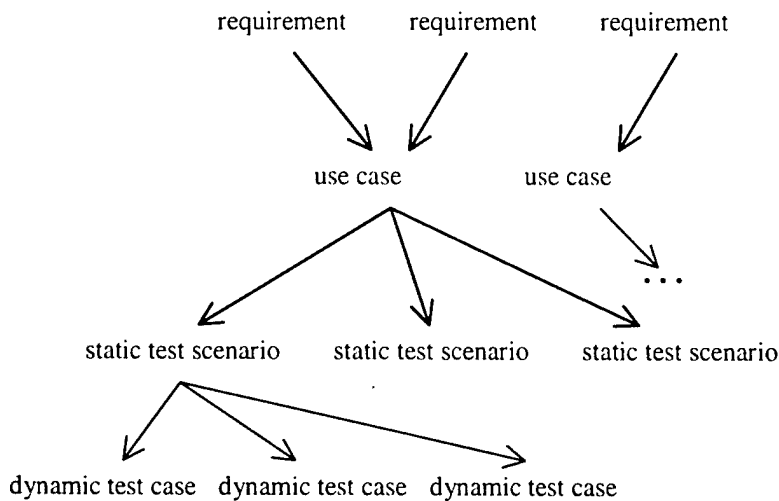 requirement requirement requirement
use case use case
...
static test scenario static test scenario static test scenario
dynamic test case dynamic test case dynamic test case